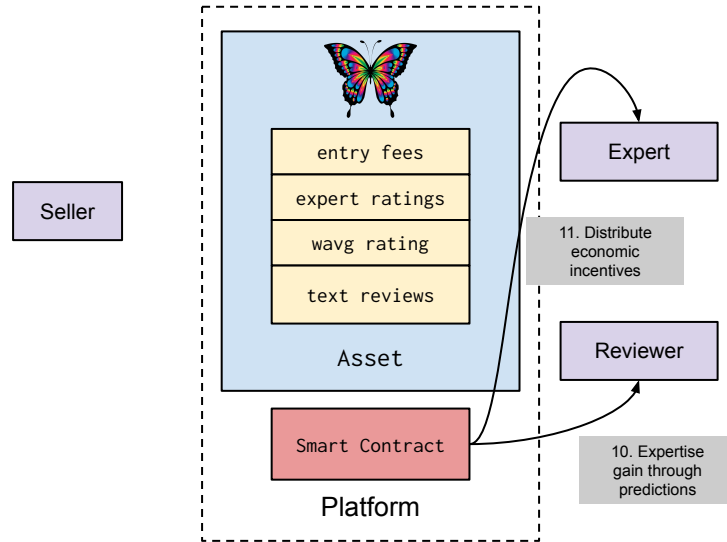 entry fees
expert ratings
wavg rating
text reviews
Asset
Smart Contract
Platform
Seller
Expert
11. Distribute
economic
incentives
Reviewer
10. Expertise
gain through
predictions